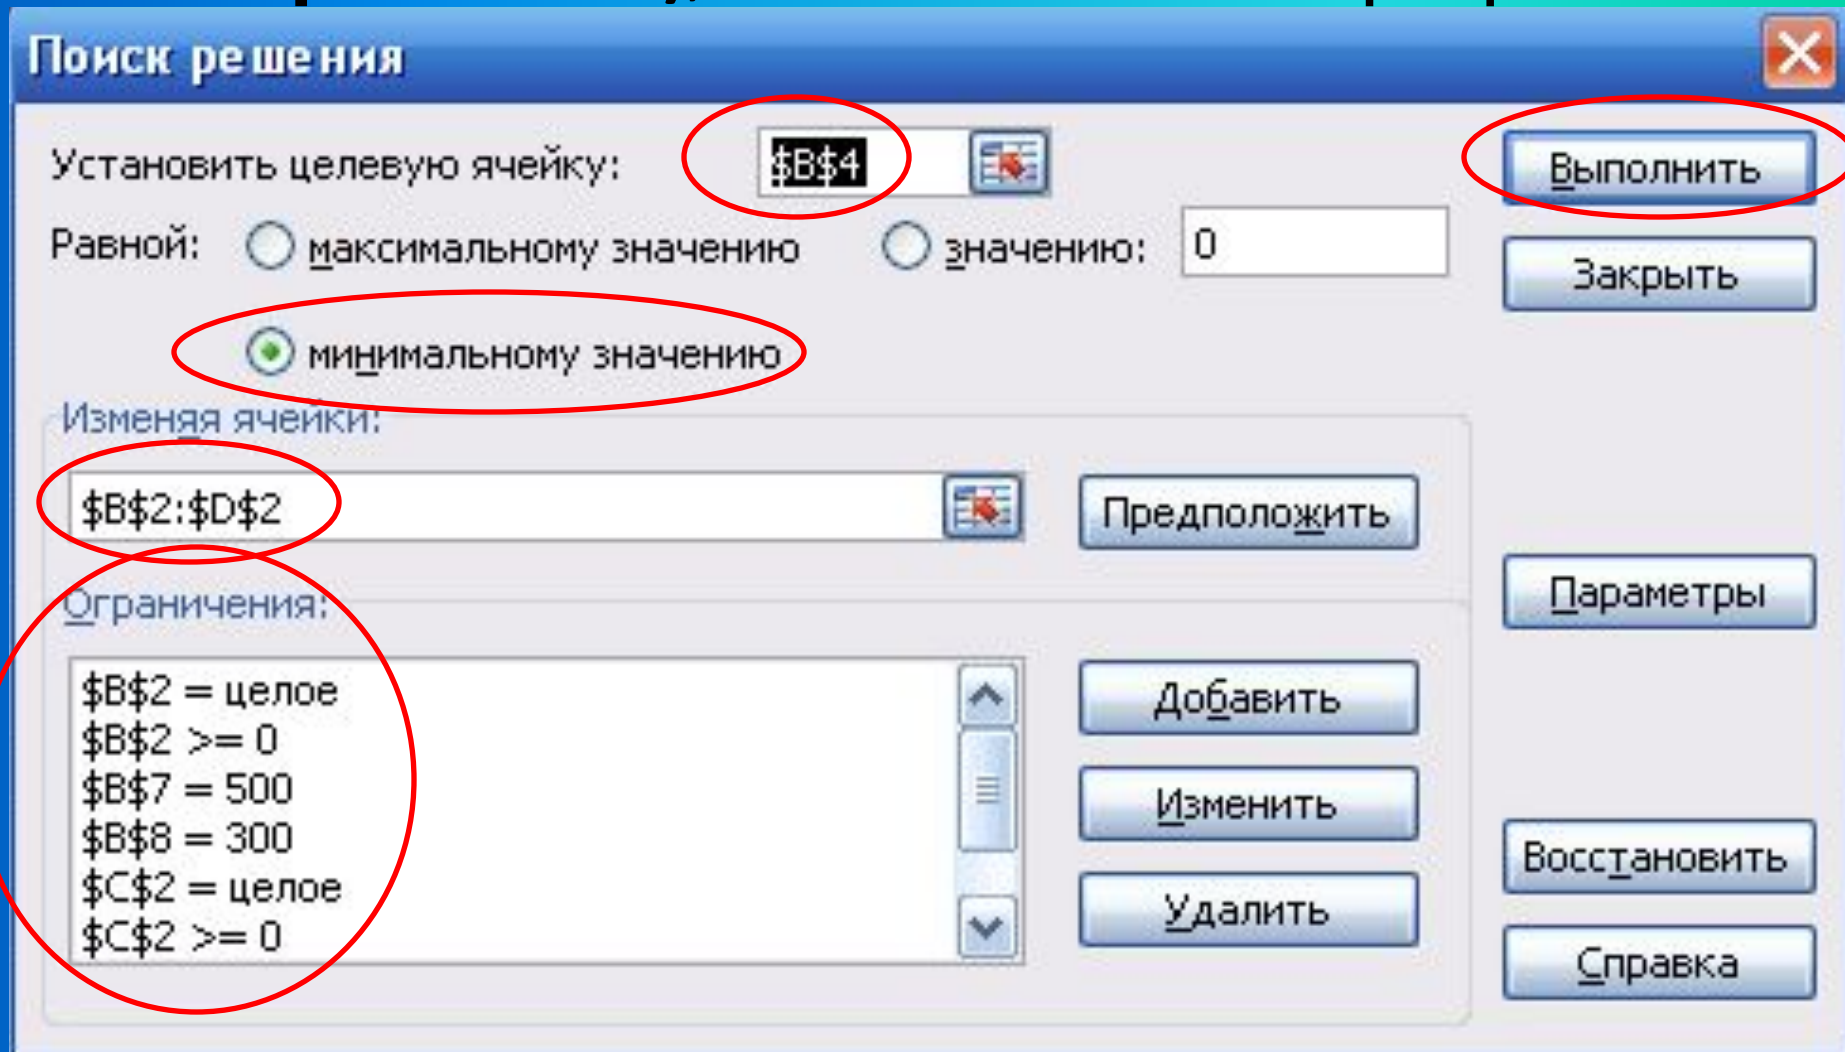 Поиск решения
Установить целевую ячейку: $B$4
Выполнить
Равной: максимальному значению значению: 0
Закрыть
минимальному значению
Изменяя ячейки:
$B$2:$D$2
Предположить
Параметры
Ограничения:
$B$2 = целое
$B$2 >= 0
$B$7 = 500
$B$8 = 300
$C$2 = целое
$C$2 >= 0
Добавить
Изменить
Удалить
Восстановить
Справка